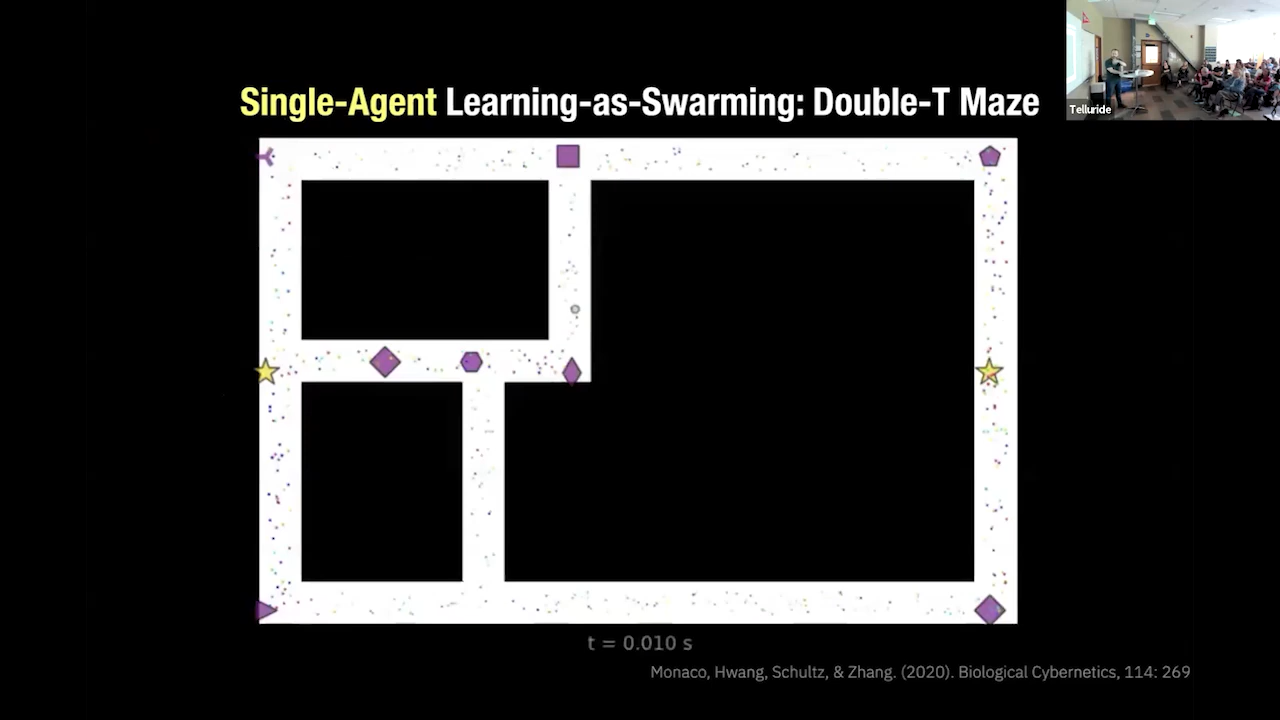 Telluride
Single-Agent Learning-as-Swarming: Double-T Maze
t = 0.010 s
Monaco, Hwang, Schultz, & Zhang. (2020). Biological Cybernetics, 114: 269